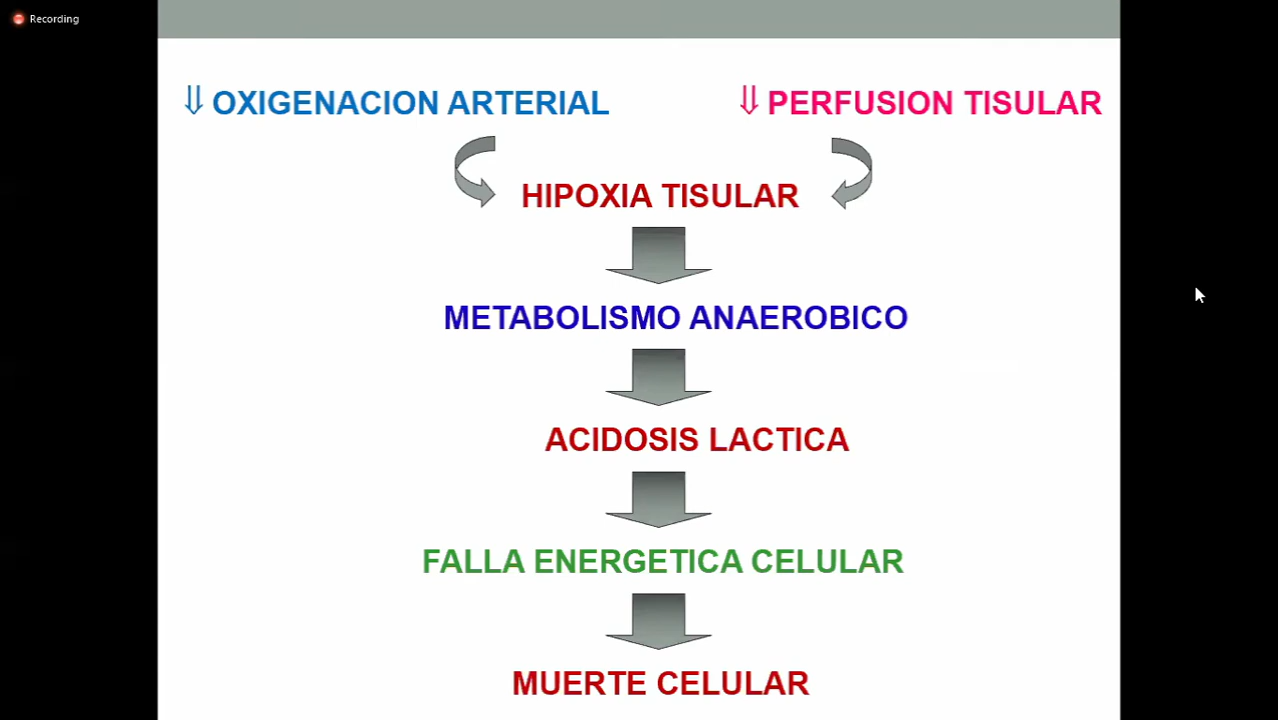 Recording
⇓ OXIGENACION ARTERIAL
⇓ PERFUSION TISULAR
HIPOXIA TISULAR
METABOLISMO ANAEROBICO
ACIDOSIS LACTICA
FALLA ENERGETICA CELULAR
MUERTE CELULAR